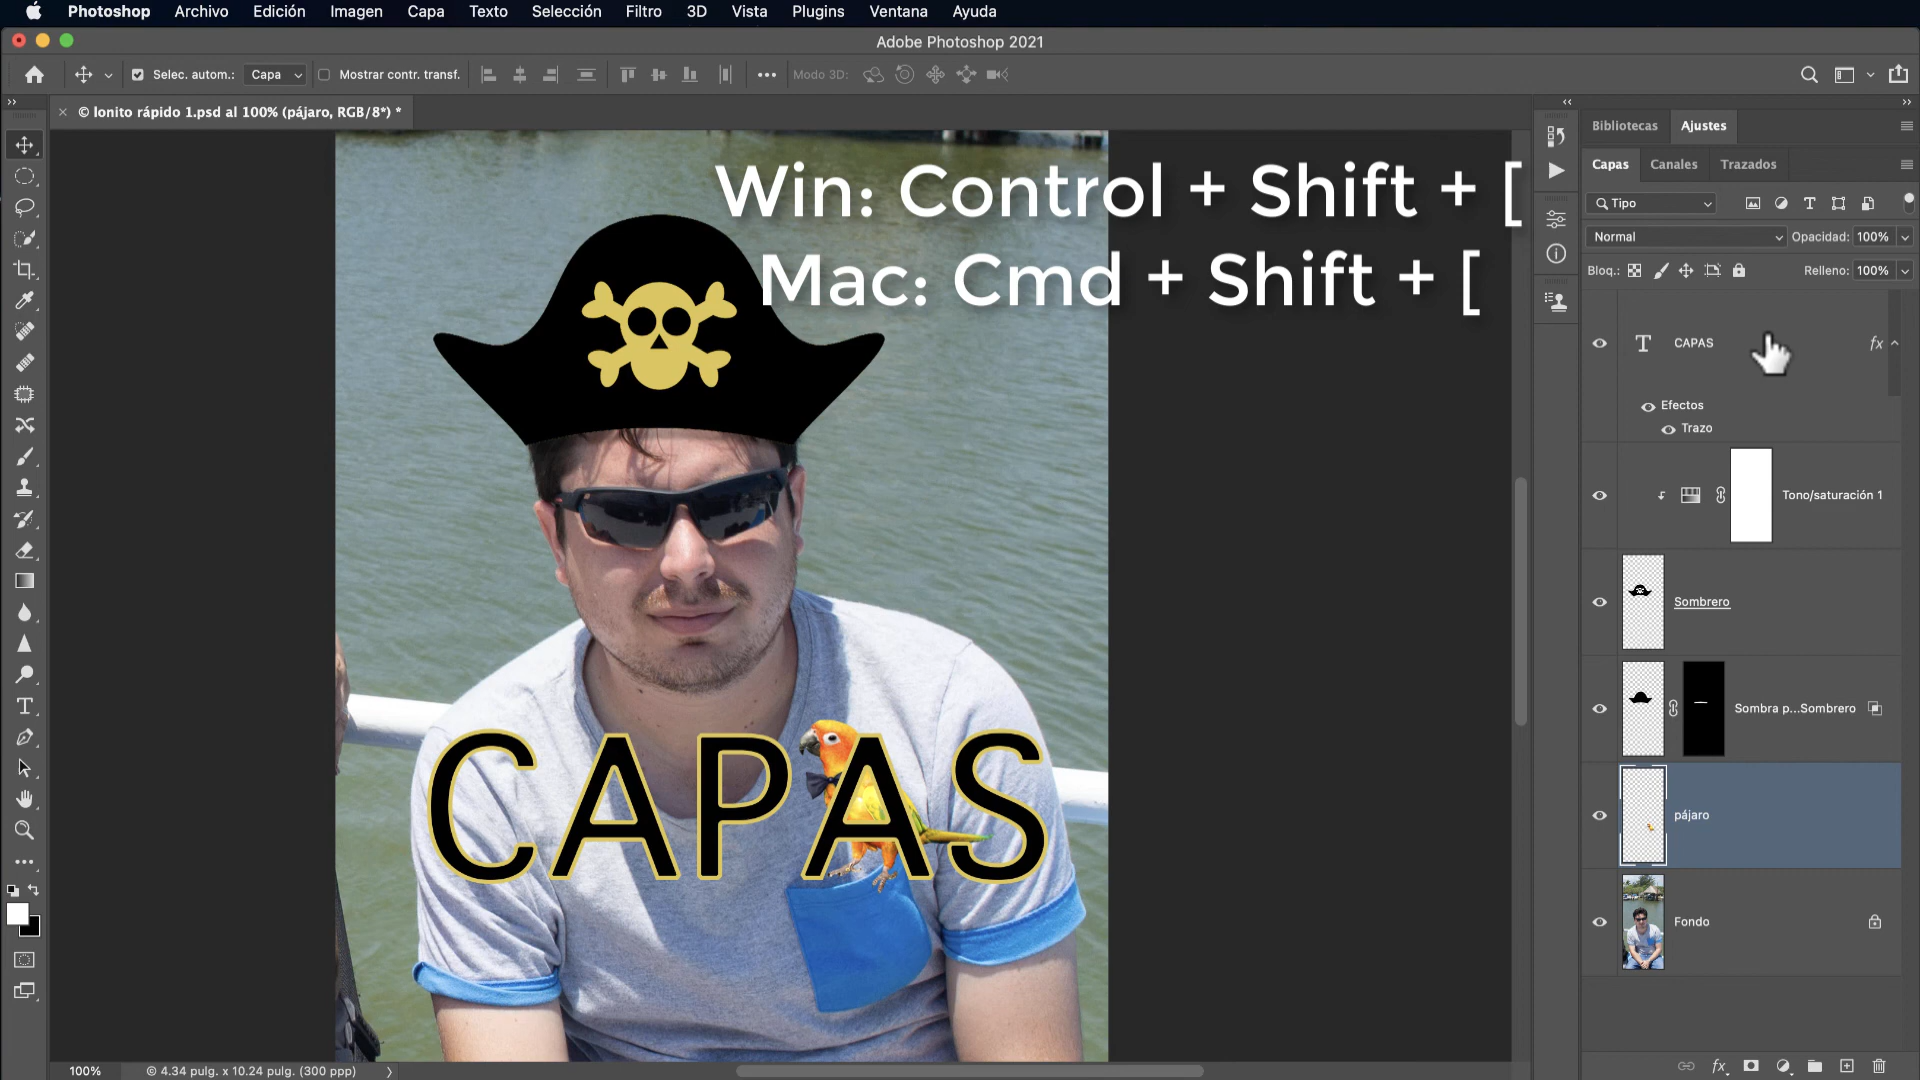 Photoshop Archivo Edición Imagen Capa Texto Selección Filtro 3D Vista Plugins Ventana Ayuda
Adobe Photoshop 2021
Selec. autom.: Capa Mostrar contr. transf. Modo 3D:
© Ionito rápido 1.psd al 100% (pájaro, RGB/8*) *
Bibliotecas Ajustes
Capas Canales Trazados
Tipo
Normal Opacidad: 100%
Bloq.: Relleno: 100%
Win: Control + Shift + [
Mac: Cmd + Shift + [
CAPAS fx
Efectos
Trazo
Tono/saturación 1
Sombrero
Sombra p...Sombrero
pájaro
Fondo
CAPAS
100% © 4.34 pulg. x 10.24 pulg. (300 ppp)
fx